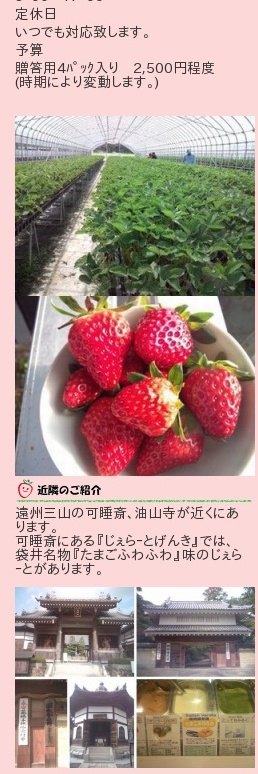 定休日
いつでも対応致します。
予算
贈答用4ﾊﾟｯｸ入り　2,500円程度
(時期により変動します。)
近隣のご紹介
遠州三山の可睡斎、油山寺が近くにあ
ります。
可睡斎にある『じぇらーとげんき』では、
袋井名物『たまごふわふわ』味のじぇら
ーとがあります。